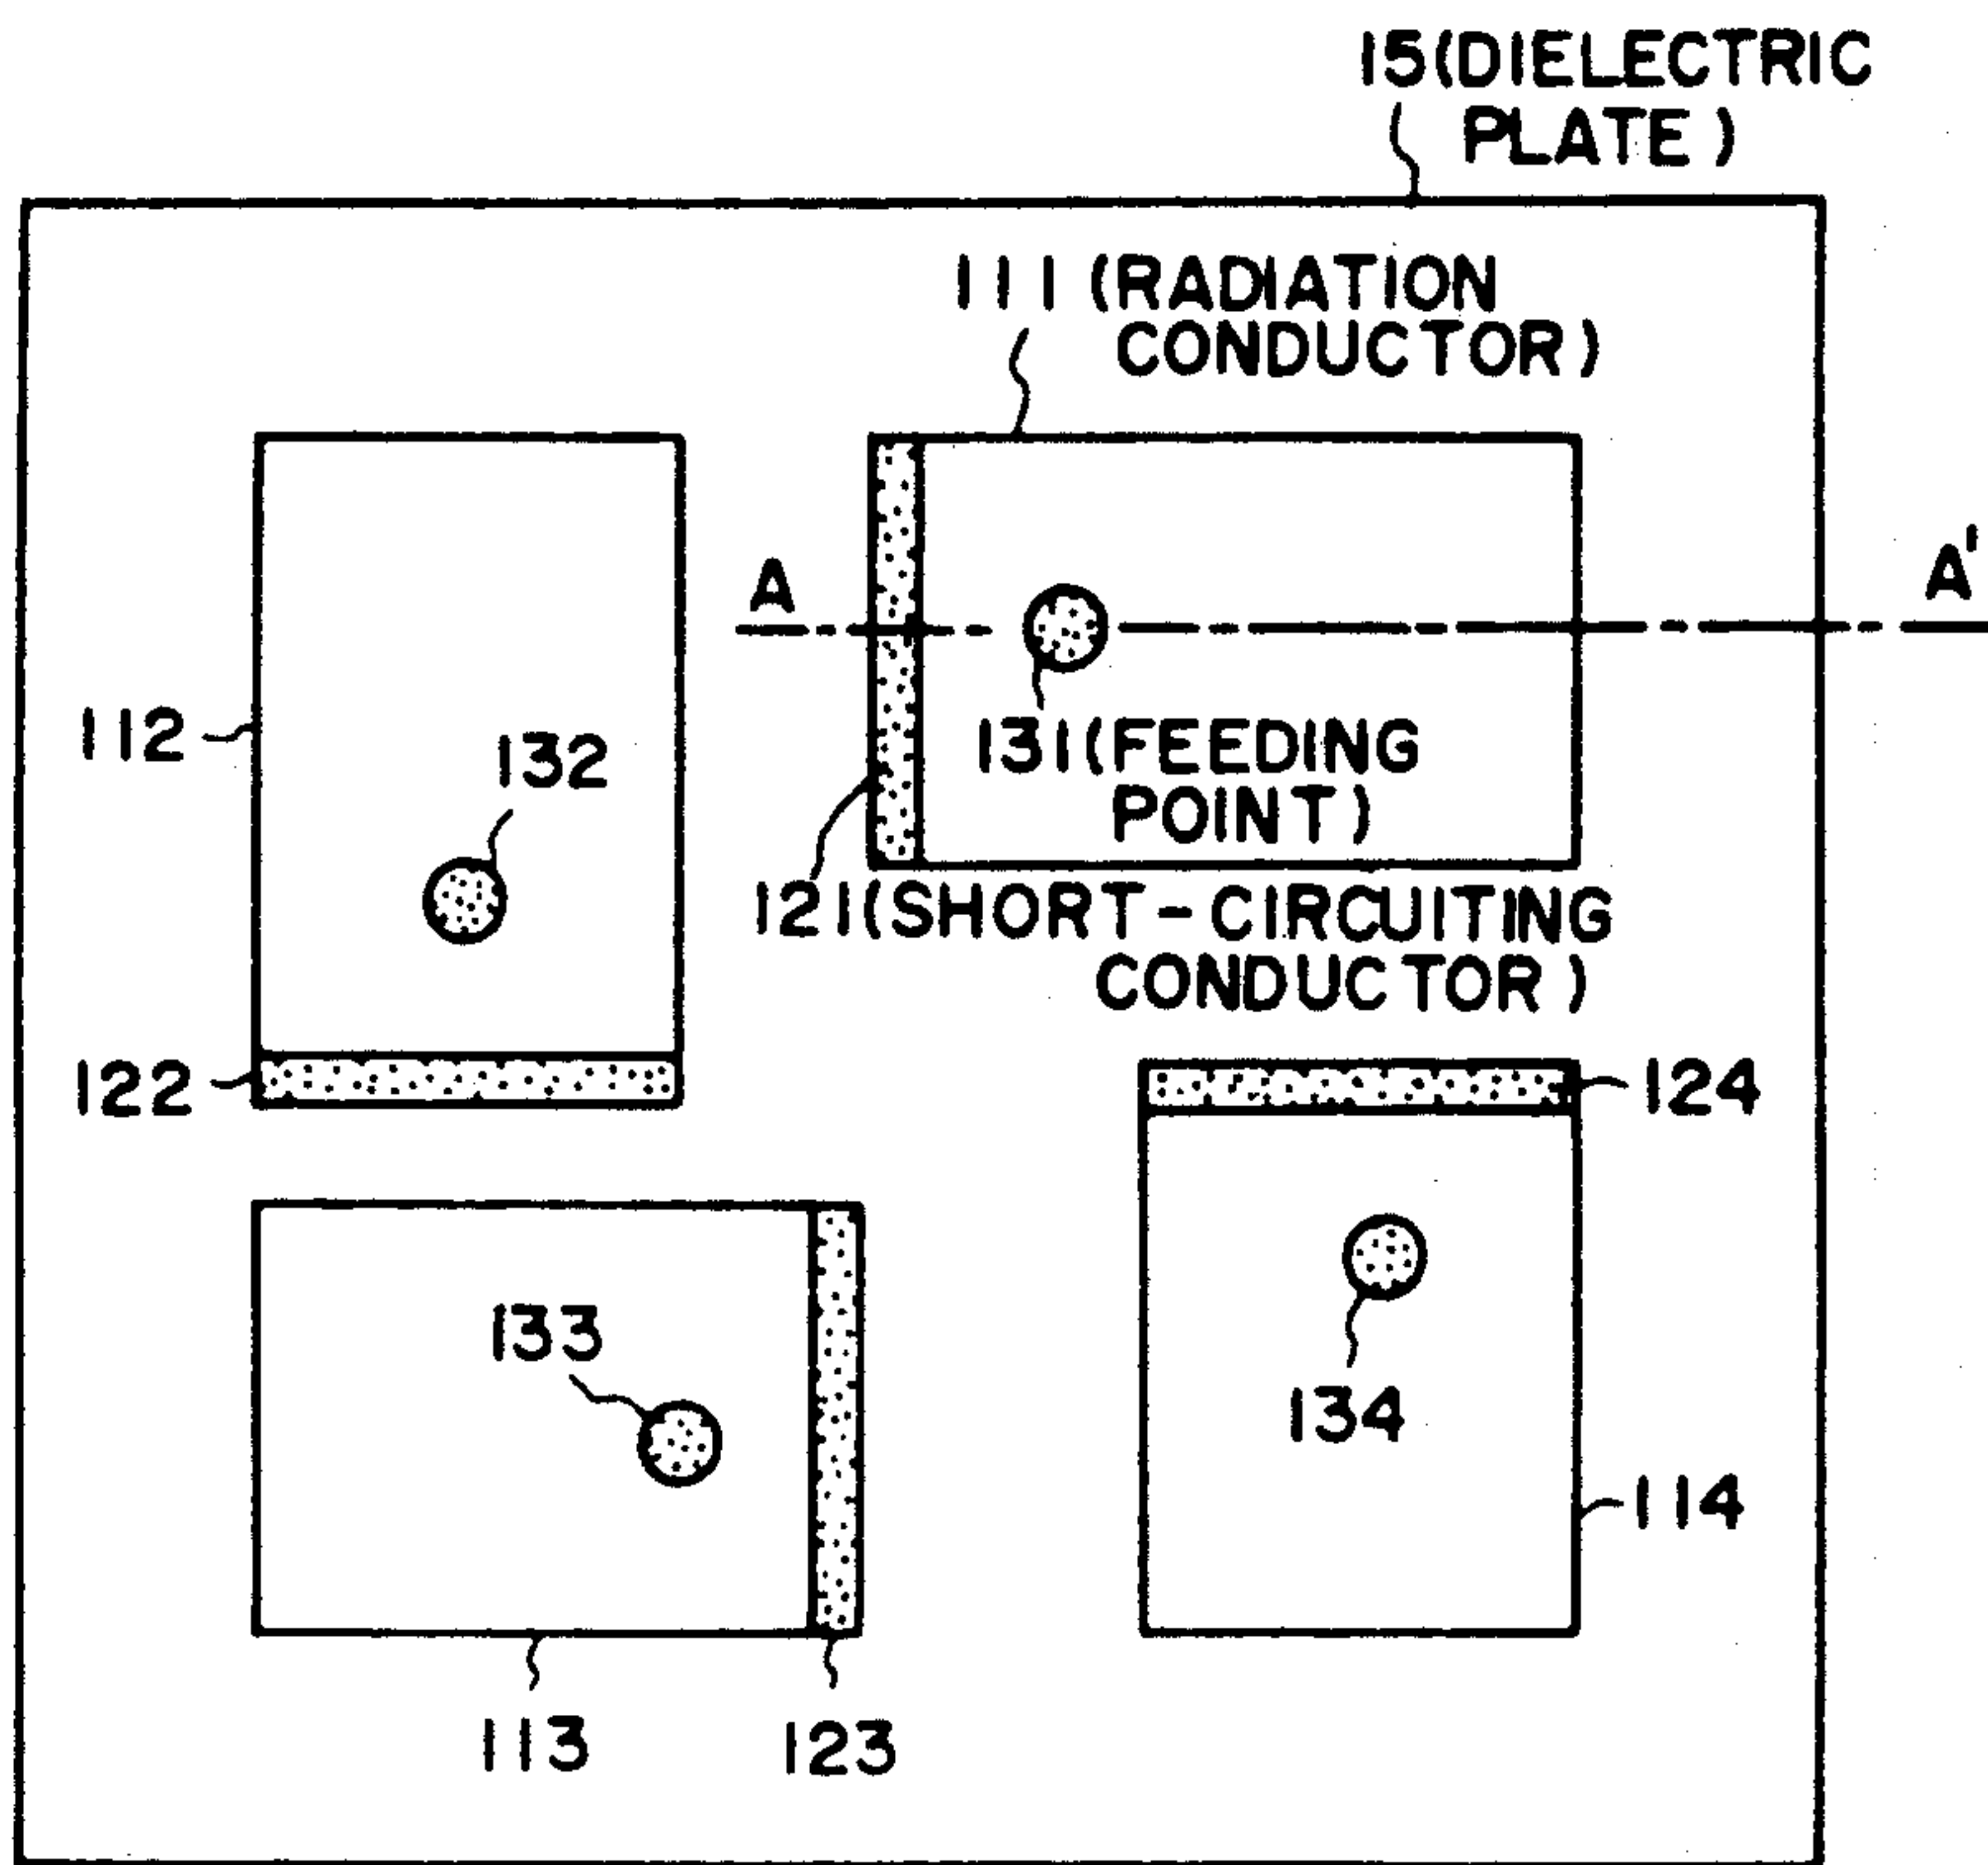 15(DIELECTRIC
PLATE)
111(RADIATION
CONDUCTOR)
A
A'
112
132
131(FEEDING
POINT)
121(SHORT-CIRCUITING
CONDUCTOR)
122
124
133
134
114
113
123